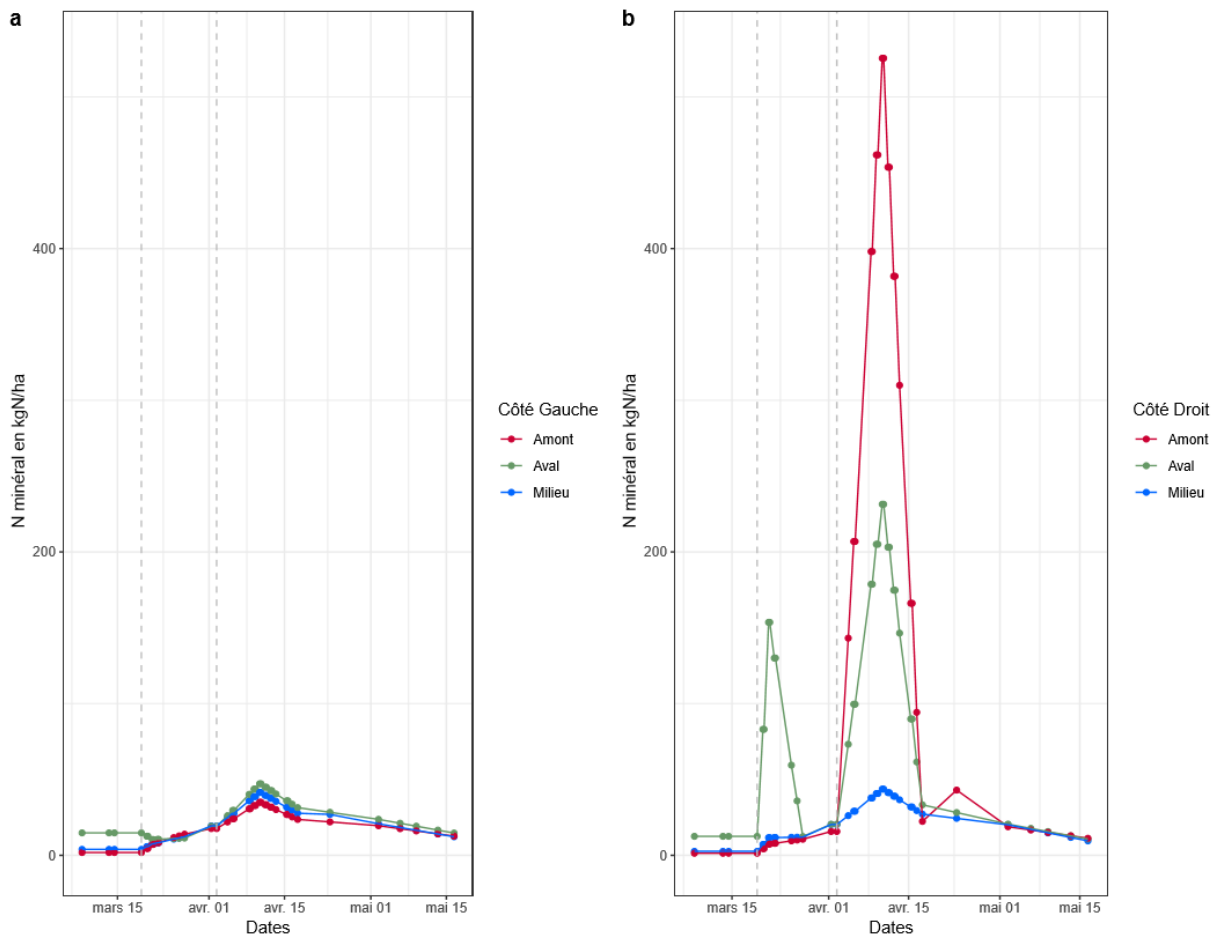 a
N minéral en kgN/ha
400
200
0
mars 15
avr. 01
avr. 15
mai 01
mai 15
Dates
Côté Gauche
Amont
Aval
Milieu
b
N minéral en kgN/ha
400
200
0
mars 15
avr. 01
avr. 15
mai 01
mai 15
Dates
Côté Droit
Amont
Aval
Milieu